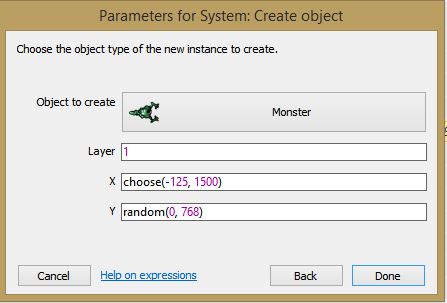 Parameters for System: Create object
Choose the object type of the new instance to create.
Object to create
Monster
Layer 1
X choose(-125, 1500)
Y random(0, 768)
Cancel Help on expressions Back Done